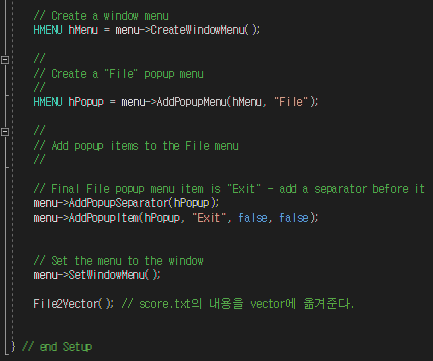 // Create a window menu
HMENU hMenu = menu->CreateWindowMenu();
//
// Create a "File" popup menu
//
HMENU hPopup = menu->AddPopupMenu(hMenu, "File");
//
// Add popup items to the File menu
//
// Final File popup menu item is "Exit" - add a separator before it
menu->AddPopupSeparator(hPopup);
menu->AddPopupItem(hPopup, "Exit", false, false);
// Set the menu to the window
menu->SetWindowMenu();
File2Vector(); // score.txt의 내용을 vector에 옮겨준다.
} // end Setup